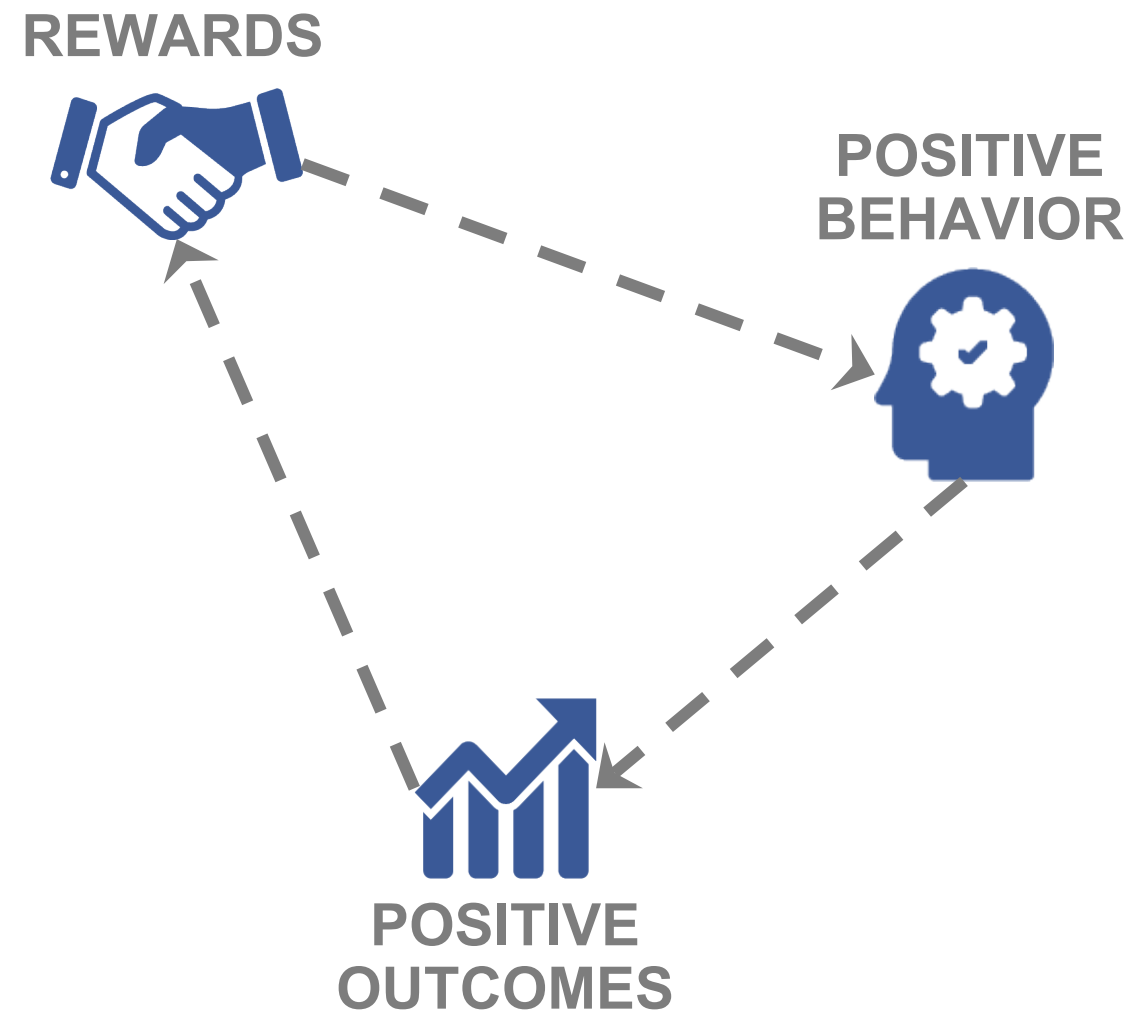 REWARDS
POSITIVE
BEHAVIOR
POSITIVE
OUTCOMES